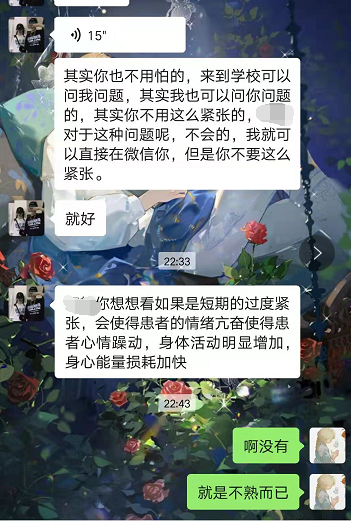 15"
其实你也不用怕的，来到学校可以
问我问题，其实我也可以问你问题
的，其实你不用这么紧张的，
对于这种问题呢，不会的，我就可
以直接在微信你，但是你不要这么
紧张。
就好
22:33
你想想看如果是短期的过度紧
张，会使得患者的情绪亢奋使得患
者心情躁动，身体活动明显增加，
身心能量损耗加快
22:43
啊没有
就是不熟而已